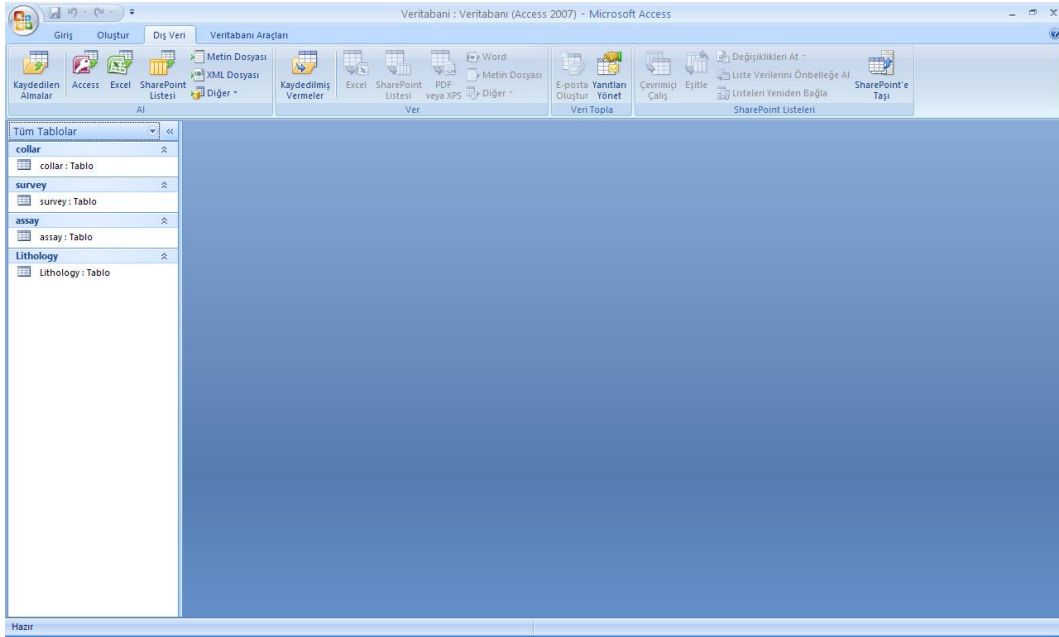 Veritabani : Veritabanı (Access 2007) - Microsoft Access
Giriş Oluştur Dış Veri Veritabanı Araçları
Kaydedilen Almalar
Access
Excel
SharePoint Listesi
Metin Dosyası
XML Dosyası
Diğer
Al
Kaydedilmiş Vermeler
Excel
SharePoint Listesi
PDF veya XPS
Word
Metin Dosyası
Diğer
Ver
E-posta Oluştur
Yanıtları Yönet
Veri Topla
Çevrimiçi Çalış
Eşitle
Değişiklikleri At
Liste Verilerini Önbelleğe Al
Listeleri Yeniden Bağla
SharePoint'e Taşı
SharePoint Listeleri
Tüm Tablolar
collar
collar : Tablo
survey
survey : Tablo
assay
assay : Tablo
Lithology
Lithology : Tablo
Hazır